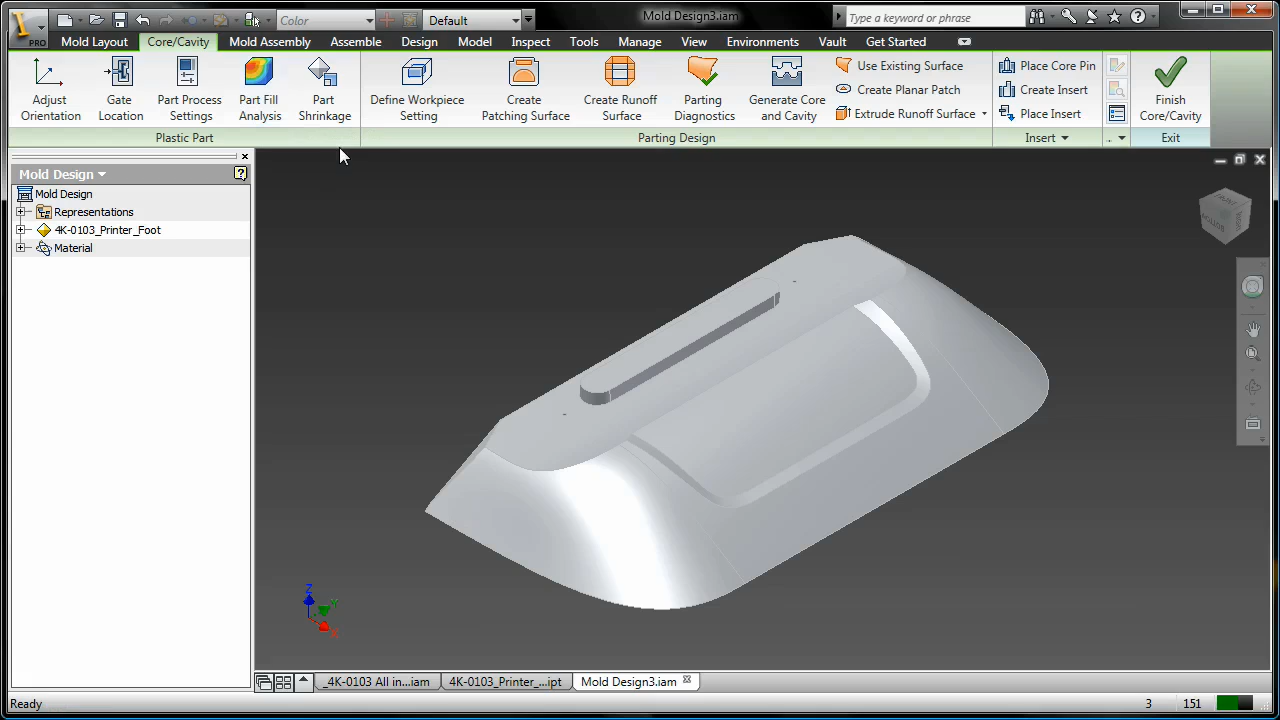 Mold Design3.iam
Color
Default
Type a keyword or phrase
PRO
Mold Layout
Core/Cavity
Mold Assembly
Assemble
Design
Model
Inspect
Tools
Manage
View
Environments
Vault
Get Started
Adjust
Orientation
Gate
Location
Part Process
Settings
Part Fill
Analysis
Part
Shrinkage
Define Workpiece
Setting
Create
Patching Surface
Create Runoff
Surface
Parting
Diagnostics
Generate Core
and Cavity
Use Existing Surface
Create Planar Patch
Extrude Runoff Surface
Place Core Pin
Create Insert
Place Insert
Finish
Core/Cavity
Plastic Part
Parting Design
Insert
..
Exit
Mold Design
Mold Design
Representations
4K-0103_Printer_Foot
Material
Z
Y
X
_4K-0103 All in...iam
4K-0103_Printer_...ipt
Mold Design3.iam
Ready
3
151